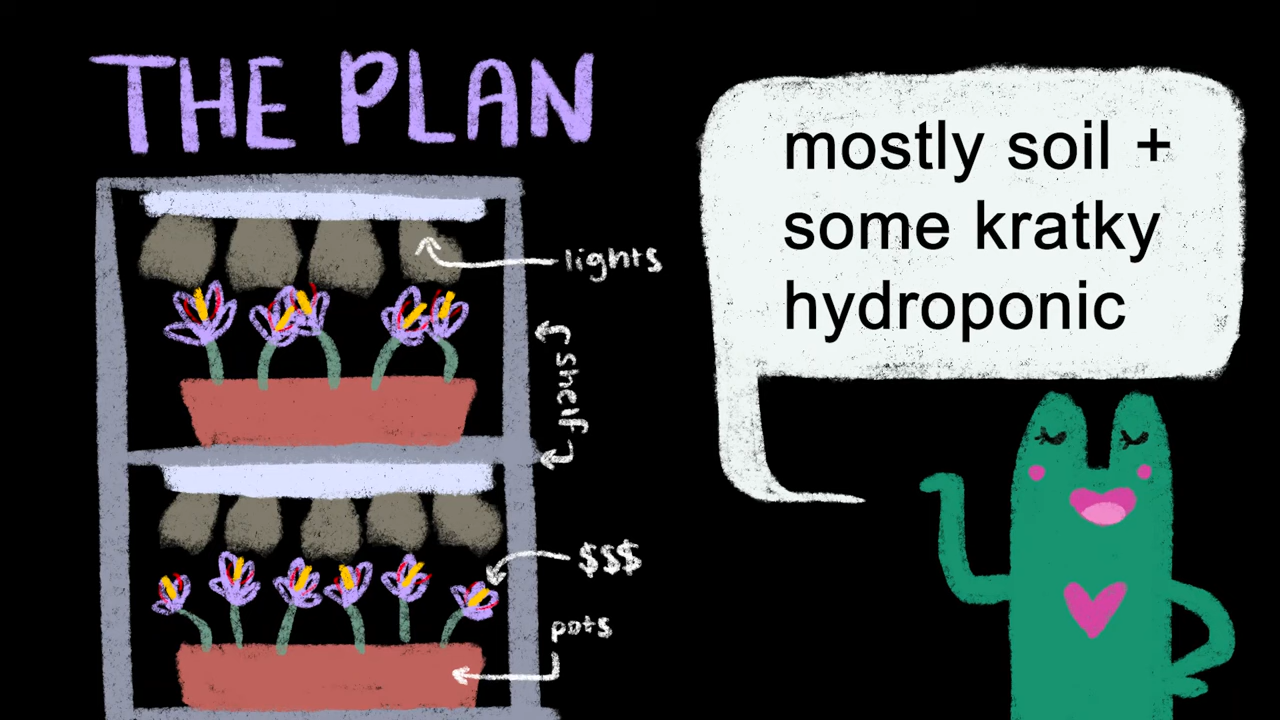 THE PLAN
mostly soil +
some kratky
hydroponic
lights
shelf
$$$
pots